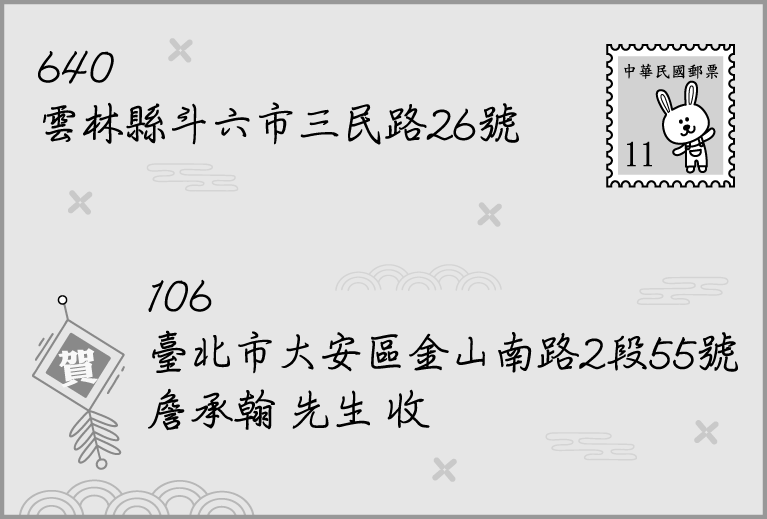 640
雲林縣斗六市三民路26號
中華民國郵票
11
106
臺北市大安區金山南路2段55號
詹承翰 先生 收
賀